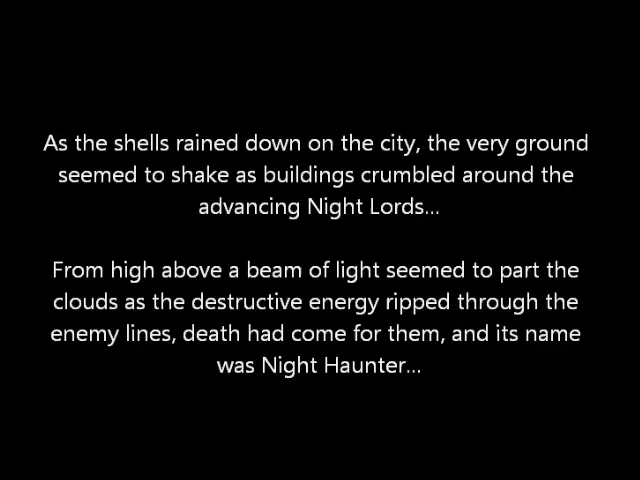 As the shells rained down on the city, the very ground
seemed to shake as buildings crumbled around the
advancing Night Lords...
From high above a beam of light seemed to part the
clouds as the destructive energy ripped through the
enemy lines, death had come for them, and its name
was Night Haunter...